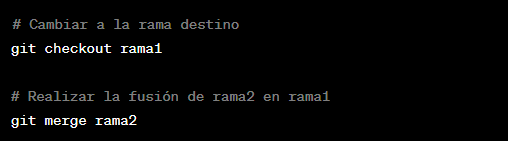 # Cambiar a la rama destino
git checkout rama1
# Realizar la fusión de rama2 en rama1
git merge rama2